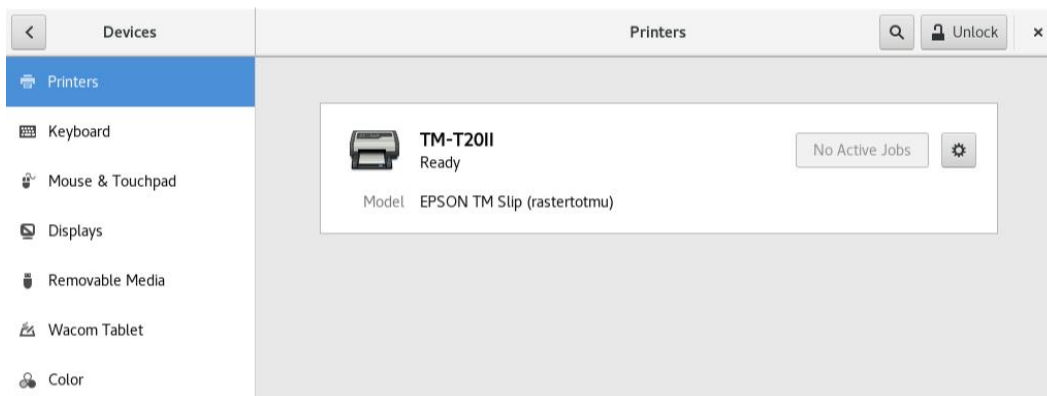 Devices
Printers
Unlock
Printers
Keyboard
Mouse & Touchpad
Displays
Removable Media
Wacom Tablet
Color
TM-T20II
Ready
No Active Jobs
Model EPSON TM Slip (rastertotmu)